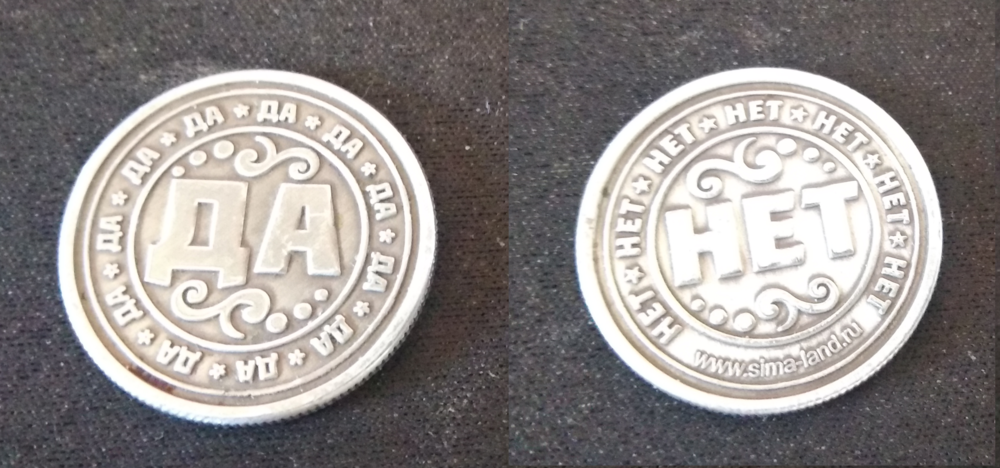 ДА ★ ДА ★ ДА ★ ДА ★ ДА ★ ДА ★ ДА ★ ДА ★ ДА ★ ДА ★ ДА ★
ДА
НЕТ ★ НЕТ ★ НЕТ ★ НЕТ ★ НЕТ ★ НЕТ ★ НЕТ
НЕТ
www.sima-land.ru